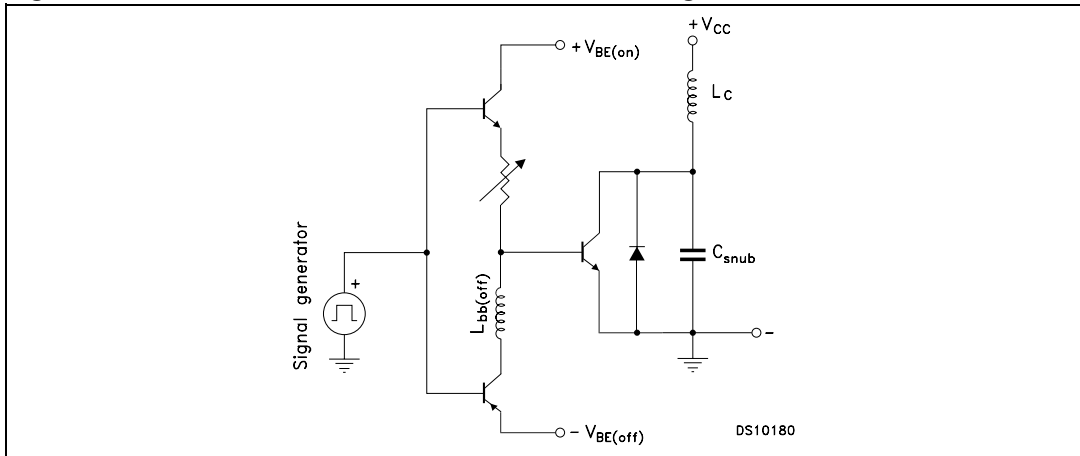 + V_CC
+ V_BE(on)
L_C
Signal generator
+
L_bb(off)
C_snub
-
- V_BE(off)
DS10180